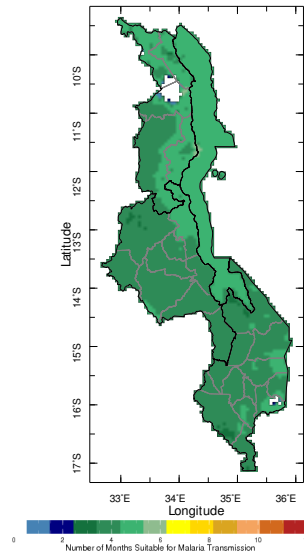 10°S
11°S
12°S
13°S
14°S
15°S
16°S
17°S
Latitude
33°E 34°E 35°E 36°E
Longitude
0 2 4 6 8 10
Number of Months Suitable for Malaria Transmission